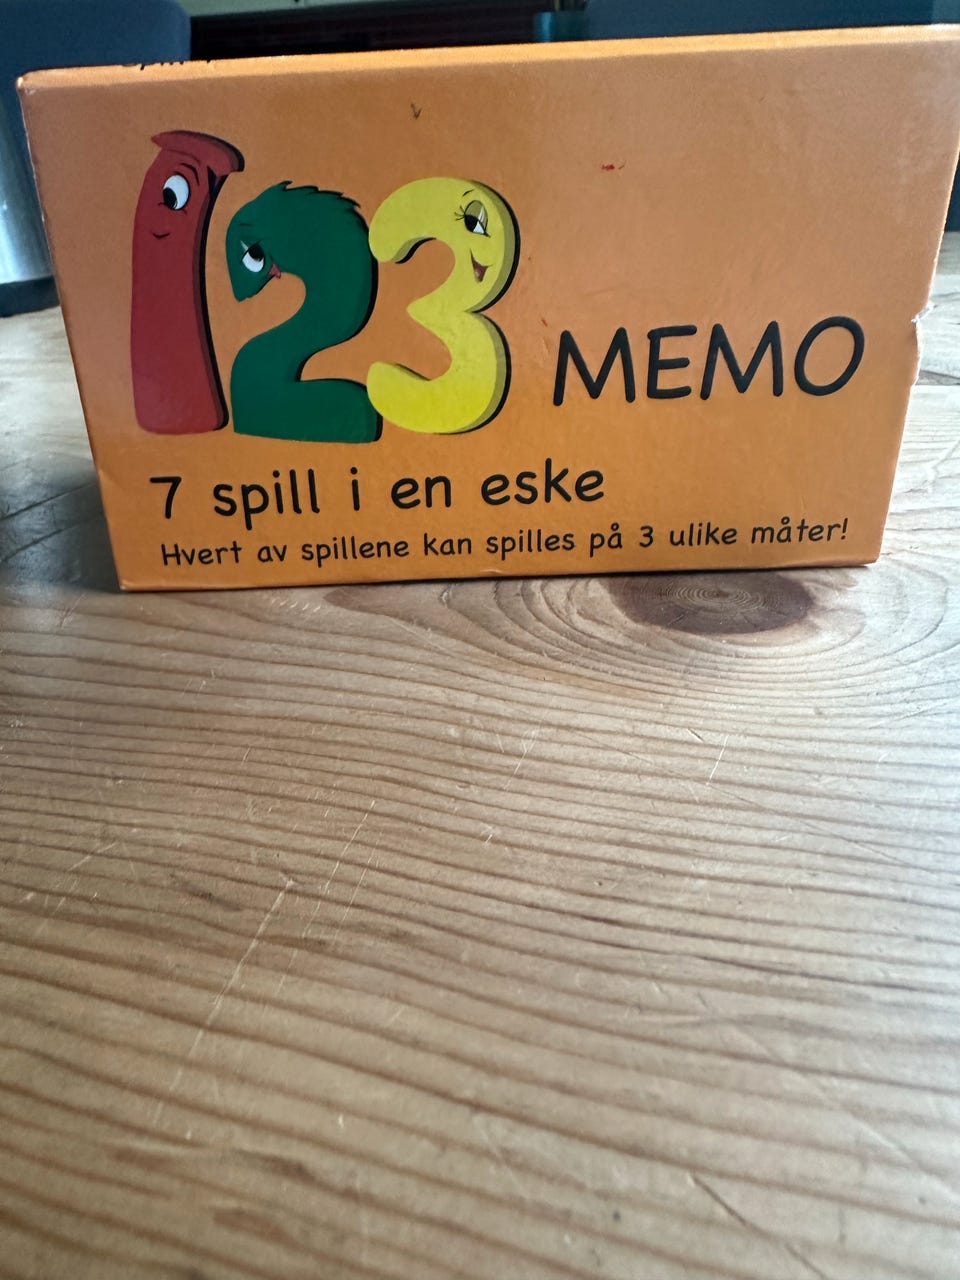 123 MEMO
7 spill i en eske
Hvert av spillene kan spilles på 3 ulike måter!